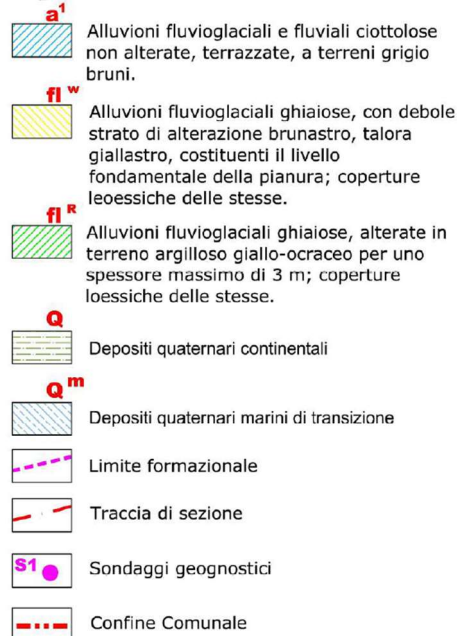 a¹
Alluvioni fluvioglaciali e fluviali ciottolose
non alterate, terrazzate, a terreni grigio
bruni.
fl w
Alluvioni fluvioglaciali ghiaiose, con debole
strato di alterazione brunastro, talora
giallastro, costituenti il livello
fondamentale della pianura; coperture
leoessiche delle stesse.
fl R
Alluvioni fluvioglaciali ghiaiose, alterate in
terreno argilloso giallo-ocraceo per uno
spessore massimo di 3 m; coperture
loessiche delle stesse.
Q
Depositi quaternari continentali
Q m
Depositi quaternari marini di transizione
Limite formazionale
Traccia di sezione
S1 Sondaggi geognostici
Confine Comunale